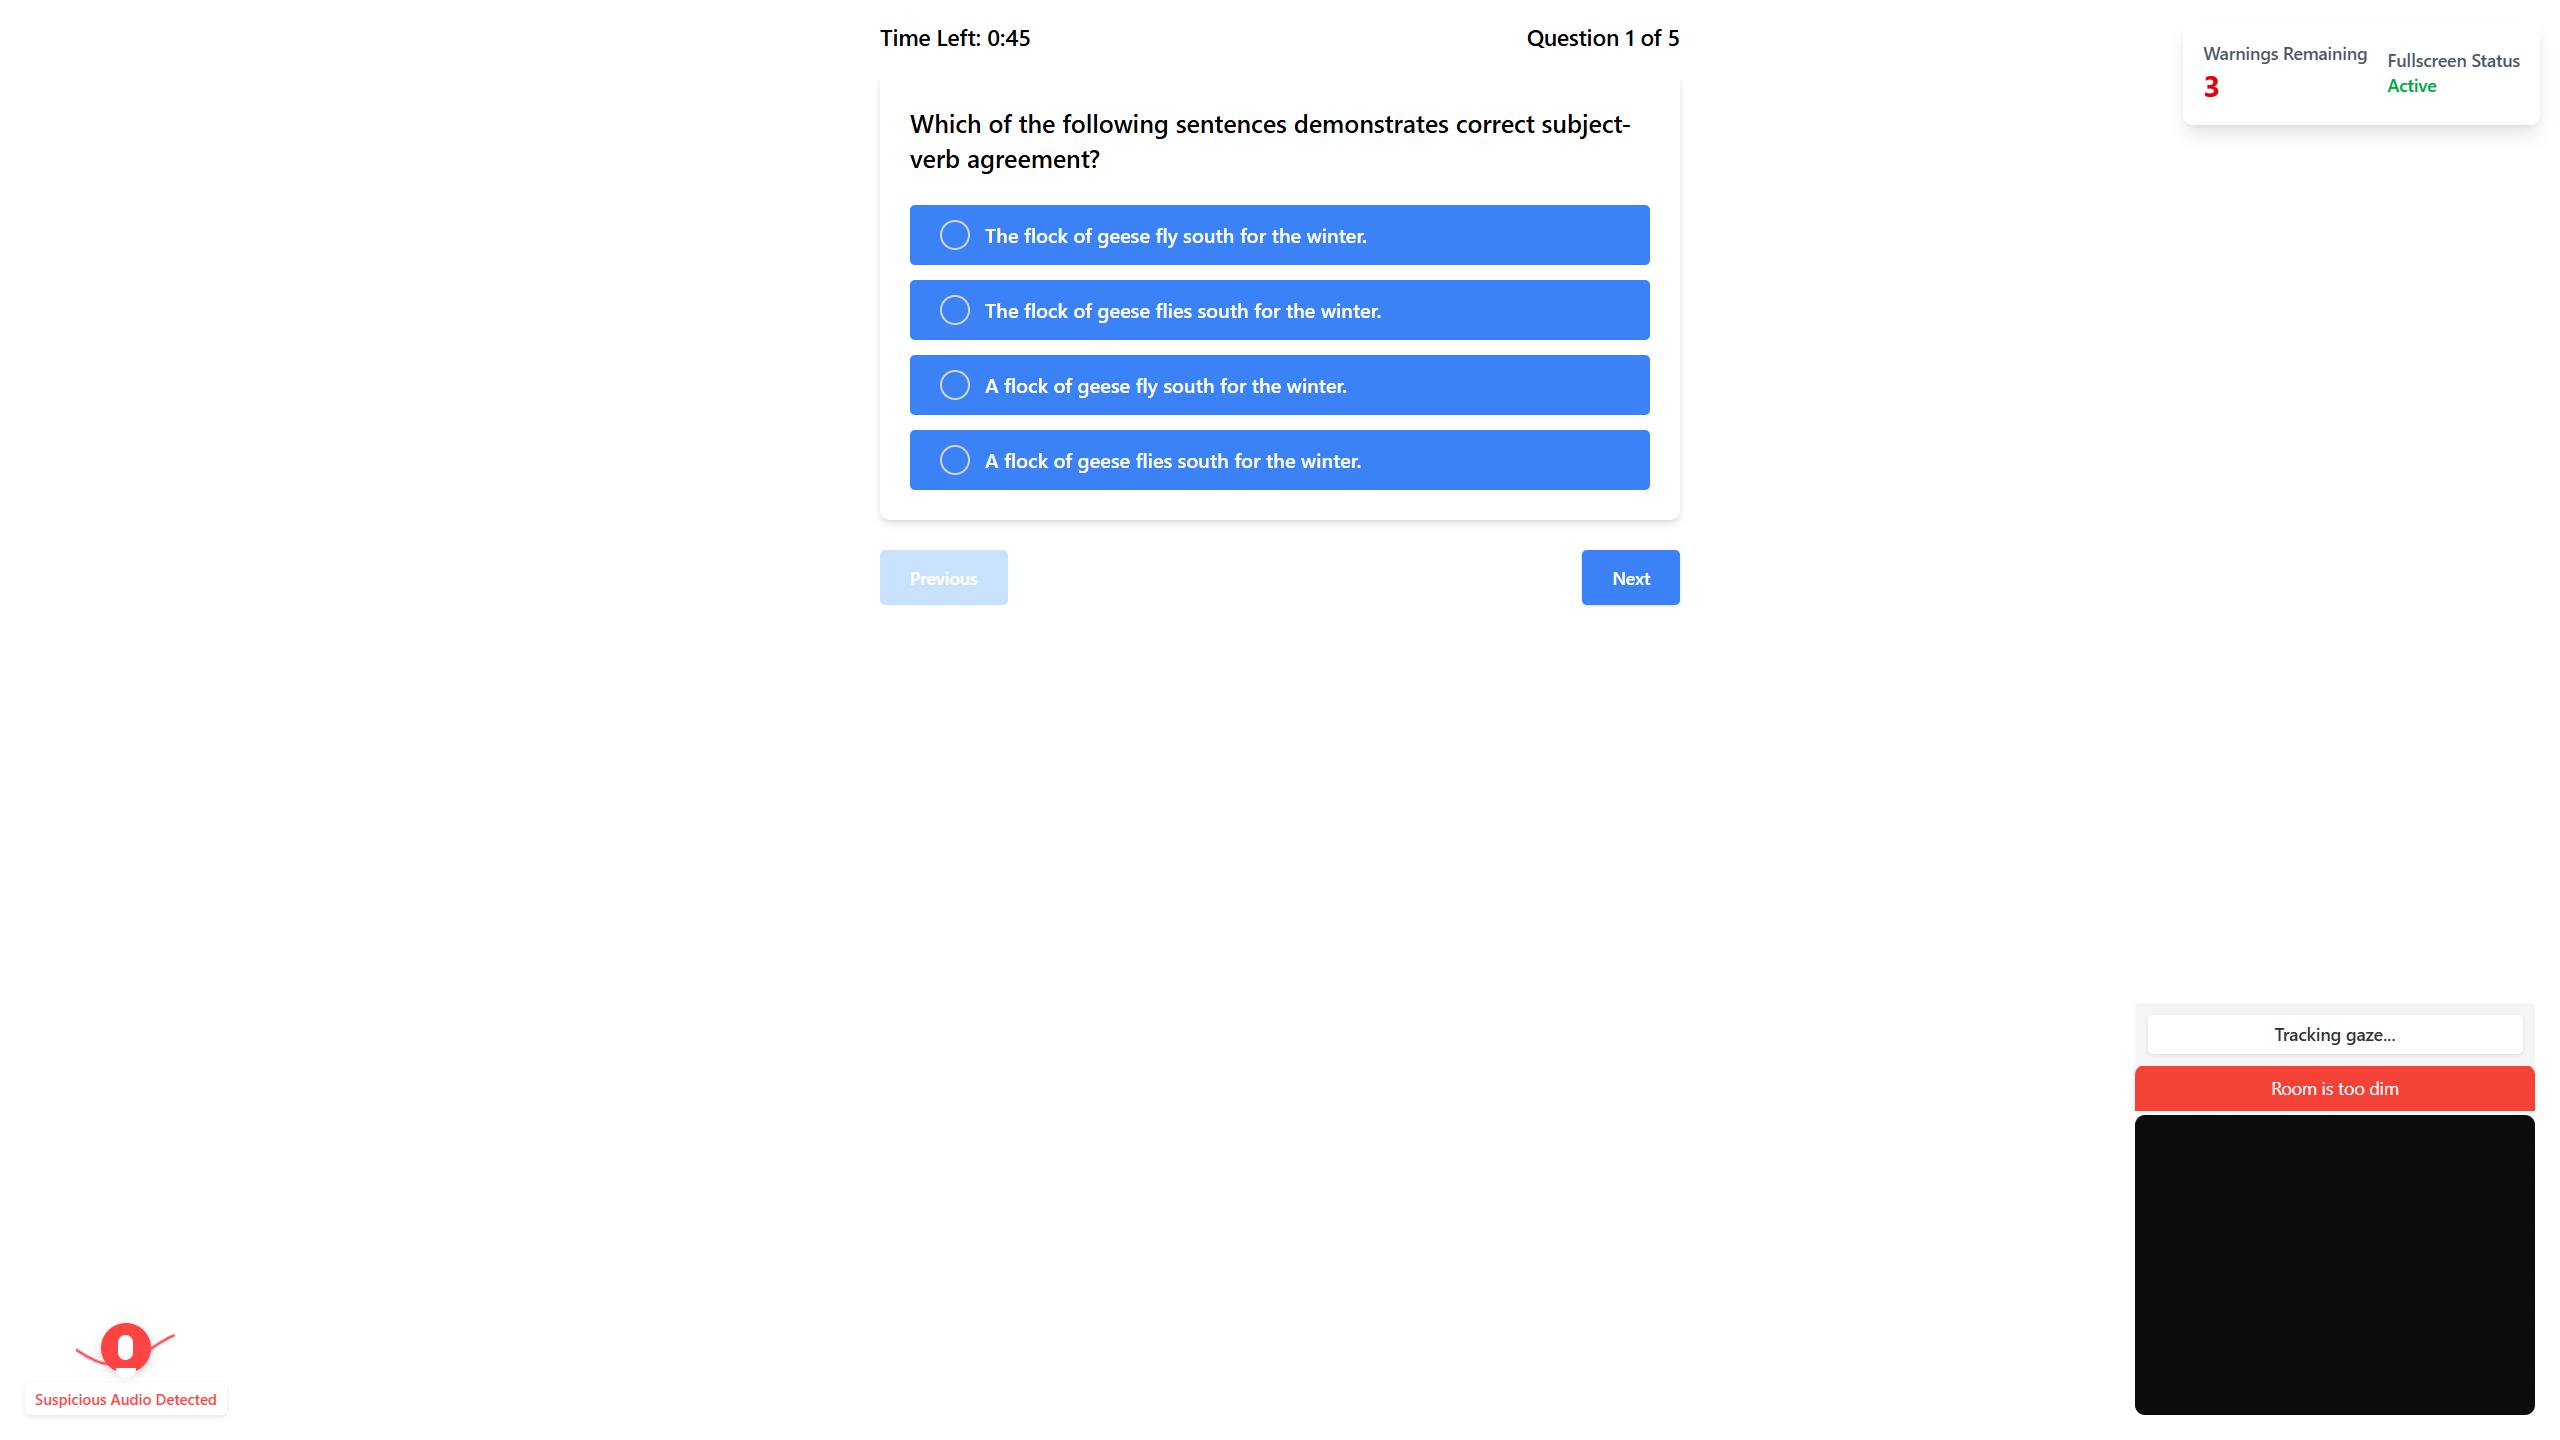 Time Left: 0:45
Question 1 of 5
Warnings Remaining
3
Fullscreen Status
Active
Which of the following sentences demonstrates correct subject-
verb agreement?
The flock of geese fly south for the winter.
The flock of geese flies south for the winter.
A flock of geese fly south for the winter.
A flock of geese flies south for the winter.
Previous
Next
Tracking gaze...
Room is too dim
Suspicious Audio Detected